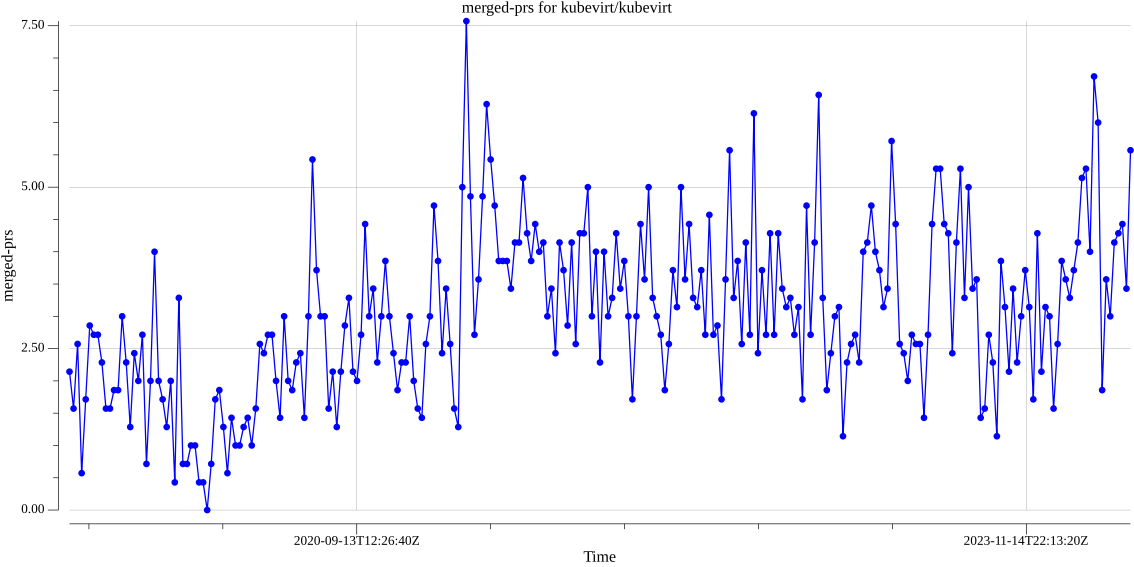 merged-prs for kubevirt/kubevirt
7.50
5.00
2.50
0.00
merged-prs
2020-09-13T12:26:40Z
2023-11-14T22:13:20Z
Time